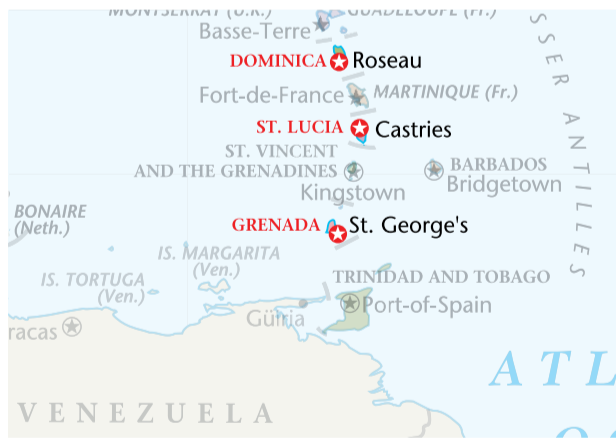 MONTSERRAT (U.K.)
GUADELOUPE (Fr.)
Basse-Terre
DOMINICA
Roseau
Fort-de-France
MARTINIQUE (Fr.)
ST. LUCIA
Castries
ST. VINCENT
AND THE GRENADINES
Kingstown
BARBADOS
Bridgetown
SSER ANTILLES
BONAIRE
(Neth.)
GRENADA
St. George's
IS. MARGARITA
(Ven.)
IS. TORTUGA
(Ven.)
TRINIDAD AND TOBAGO
Port-of-Spain
Güiria
racas
ATL
VENEZUELA